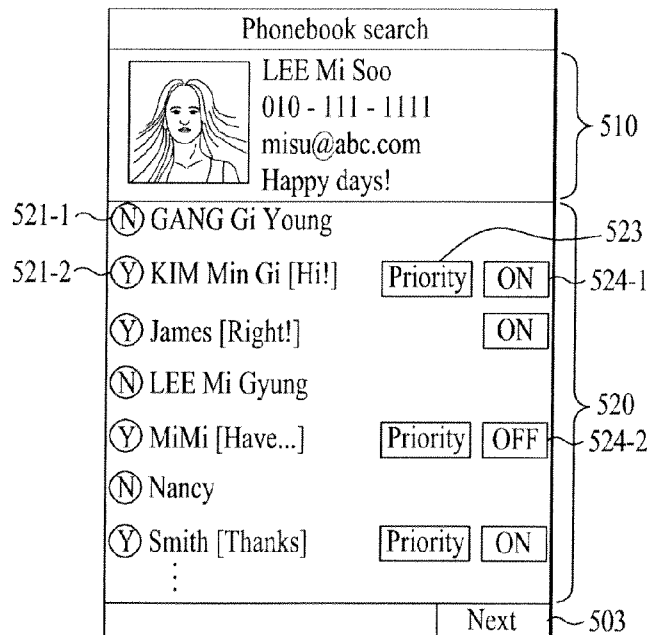 Phonebook search
LEE Mi Soo
010 - 111 - 1111
misu@abc.com
Happy days!
510
521-1 N GANG Gi Young
523
521-2 Y KIM Min Gi [Hi!] Priority ON 524-1
Y James [Right!] ON
N LEE Mi Gyung
520
Y MiMi [Have...] Priority OFF 524-2
N Nancy
Y Smith [Thanks] Priority ON
Next 503